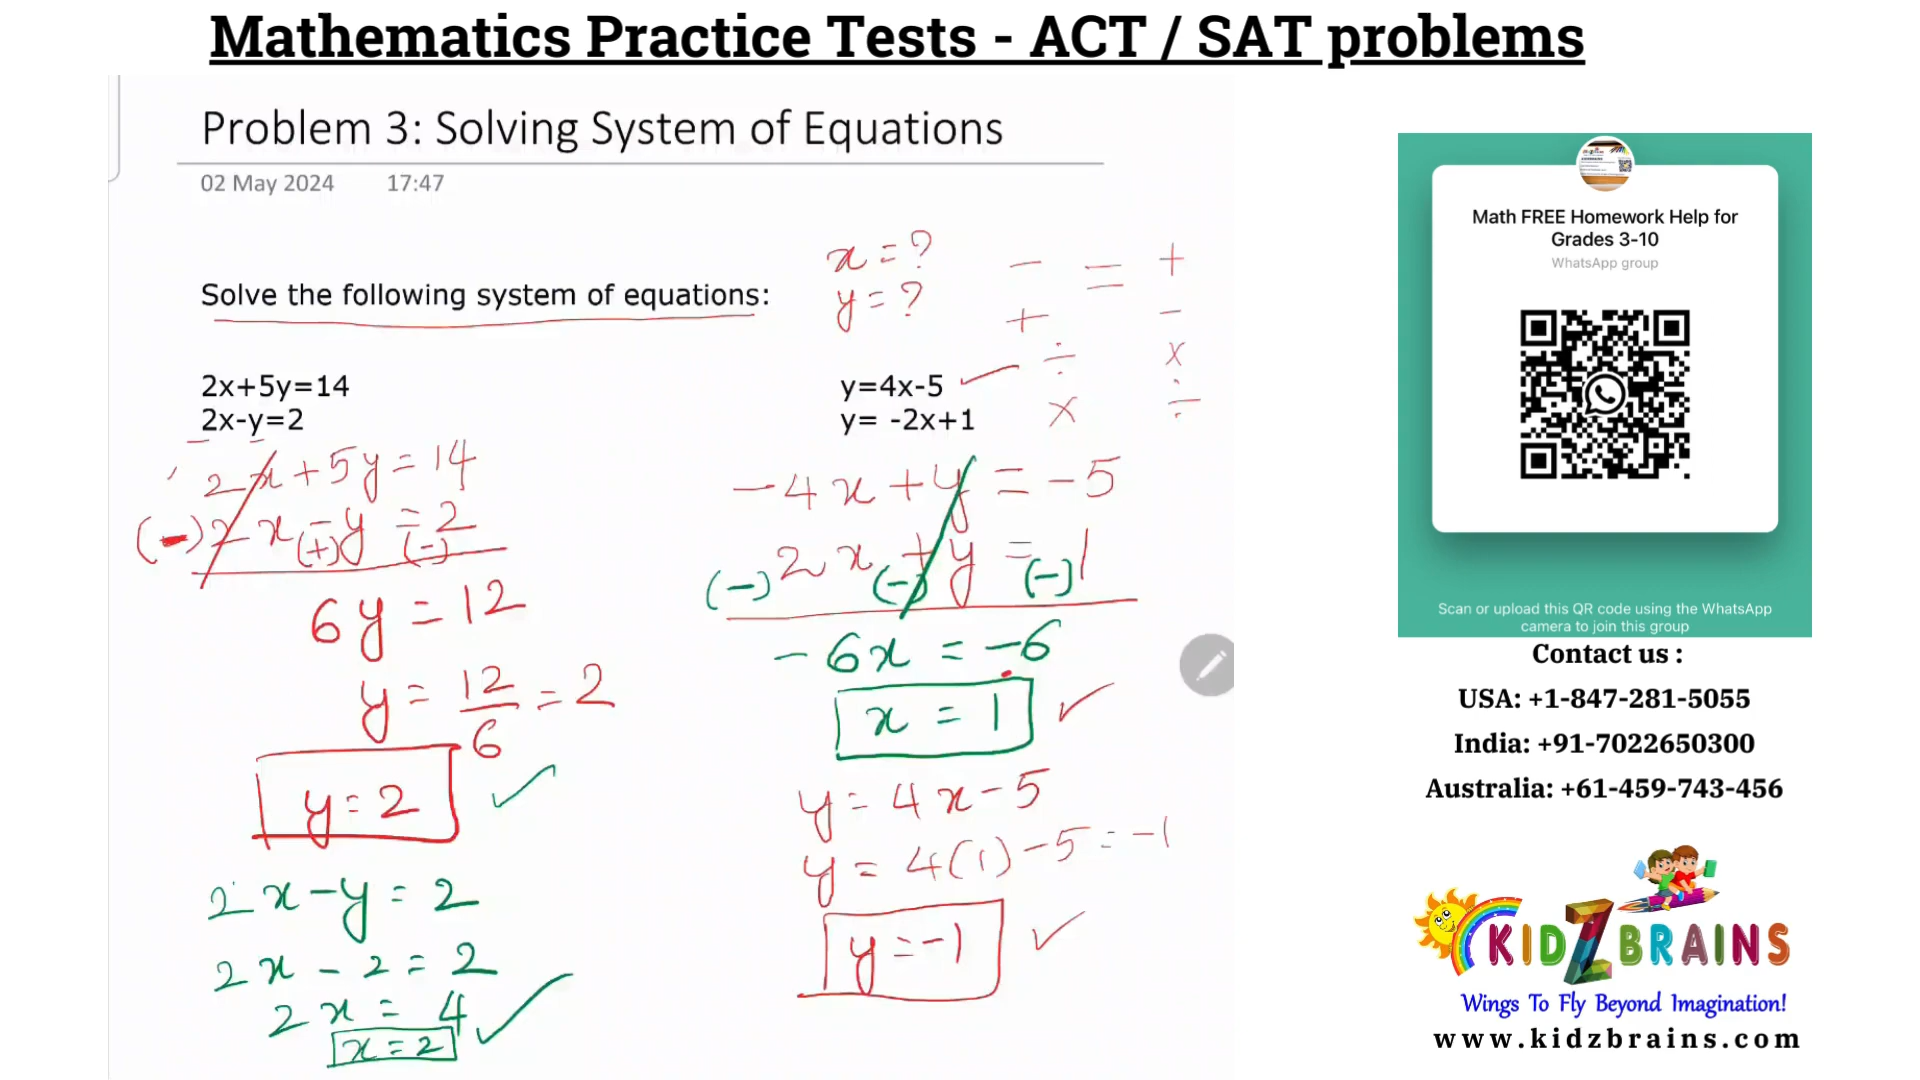 Mathematics Practice Tests - ACT / SAT problems
Problem 3: Solving System of Equations
02 May 2024 17:47
Solve the following system of equations:
x = ?
y = ?
− = +
+ −
÷ ×
× ÷
2x+5y=14
2x-y=2
2x + 5y = 14
(-) 2x - y = 2
(+) (-)
6y = 12
y = 12/6 = 2
y = 2
2x - y = 2
2x - 2 = 2
2x = 4
x = 2
y=4x-5
y= -2x+1
-4x + y = -5
2x + y = 1
(-) (-) (-)
-6x = -6
x = 1
y = 4x - 5
y = 4(1) - 5 = -1
y = -1
Math FREE Homework Help for
Grades 3-10
WhatsApp group
Scan or upload this QR code using the WhatsApp
camera to join this group
Contact us :
USA: +1-847-281-5055
India: +91-7022650300
Australia: +61-459-743-456
KIDZBRAINS
Wings To Fly Beyond Imagination!
www.kidzbrains.com